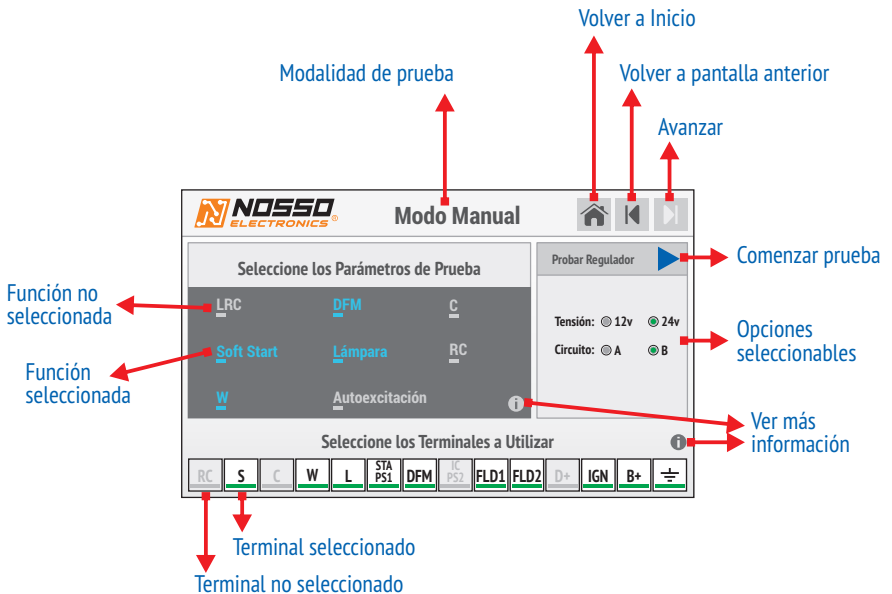 Volver a Inicio
Modalidad de prueba
Volver a pantalla anterior
Avanzar
NOSSO
ELECTRONICS®
Modo Manual
Seleccione los Parámetros de Prueba
Probar Regulador
Comenzar prueba
Función no
seleccionada
LRC DFM C
Tensión: 12v 24v
Opciones
seleccionables
Soft Start Lámpara RC
Circuito: A B
Función
seleccionada
W Autoexcitación i
Ver más
información
Seleccione los Terminales a Utilizar i
RC S C W L STA PS1 DFM IC PS2 FLD1 FLD2 D+ IGN B+
Terminal seleccionado
Terminal no seleccionado